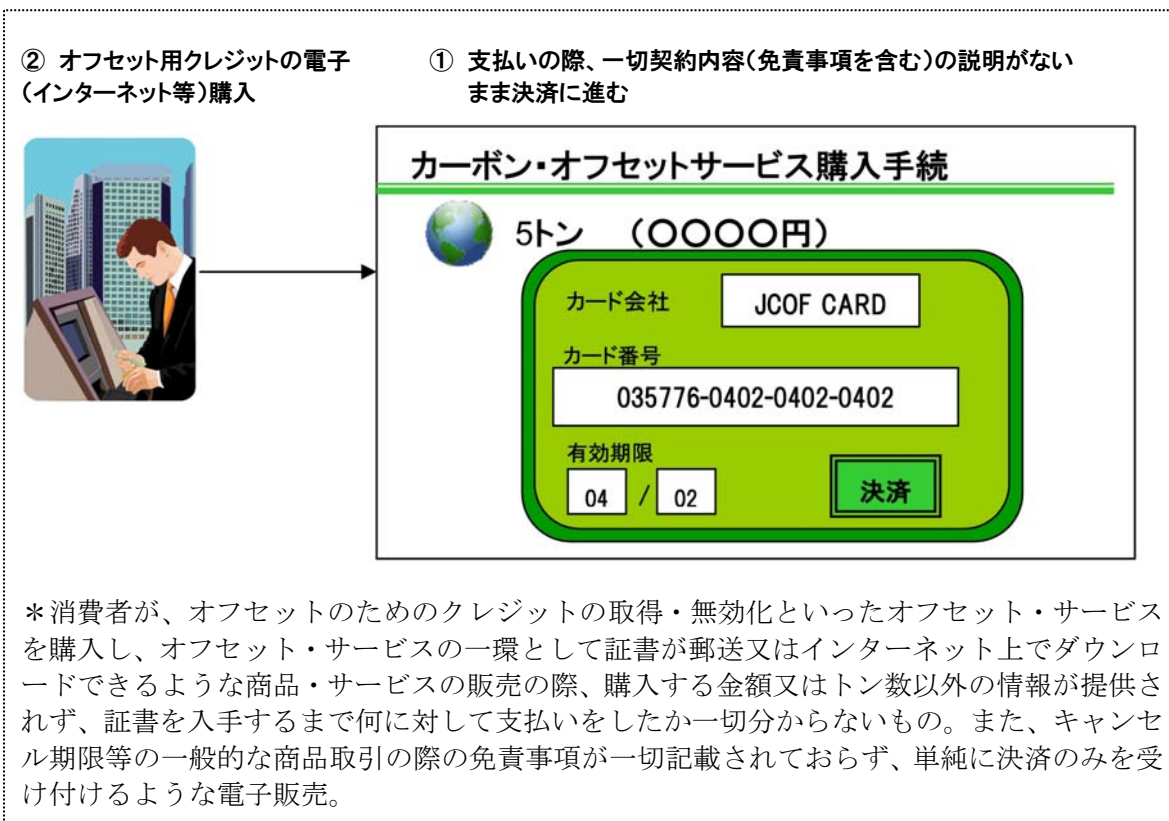 ② オフセット用クレジットの電子
(インターネット等)購入
① 支払いの際、一切契約内容(免責事項を含む)の説明がない
まま決済に進む
カーボン・オフセットサービス購入手続
5トン (〇〇〇〇円)
カード会社 JCOF CARD
カード番号
035776-0402-0402-0402
有効期限
04 / 02 決済
*消費者が、オフセットのためのクレジットの取得・無効化といったオフセット・サービス
を購入し、オフセット・サービスの一環として証書が郵送又はインターネット上でダウンロ
ードできるような商品・サービスの販売の際、購入する金額又はトン数以外の情報が提供さ
れず、証書を入手するまで何に対して支払いをしたか一切分からないもの。また、キャンセ
ル期限等の一般的な商品取引の際の免責事項が一切記載されておらず、単純に決済のみを受
け付けるような電子販売。